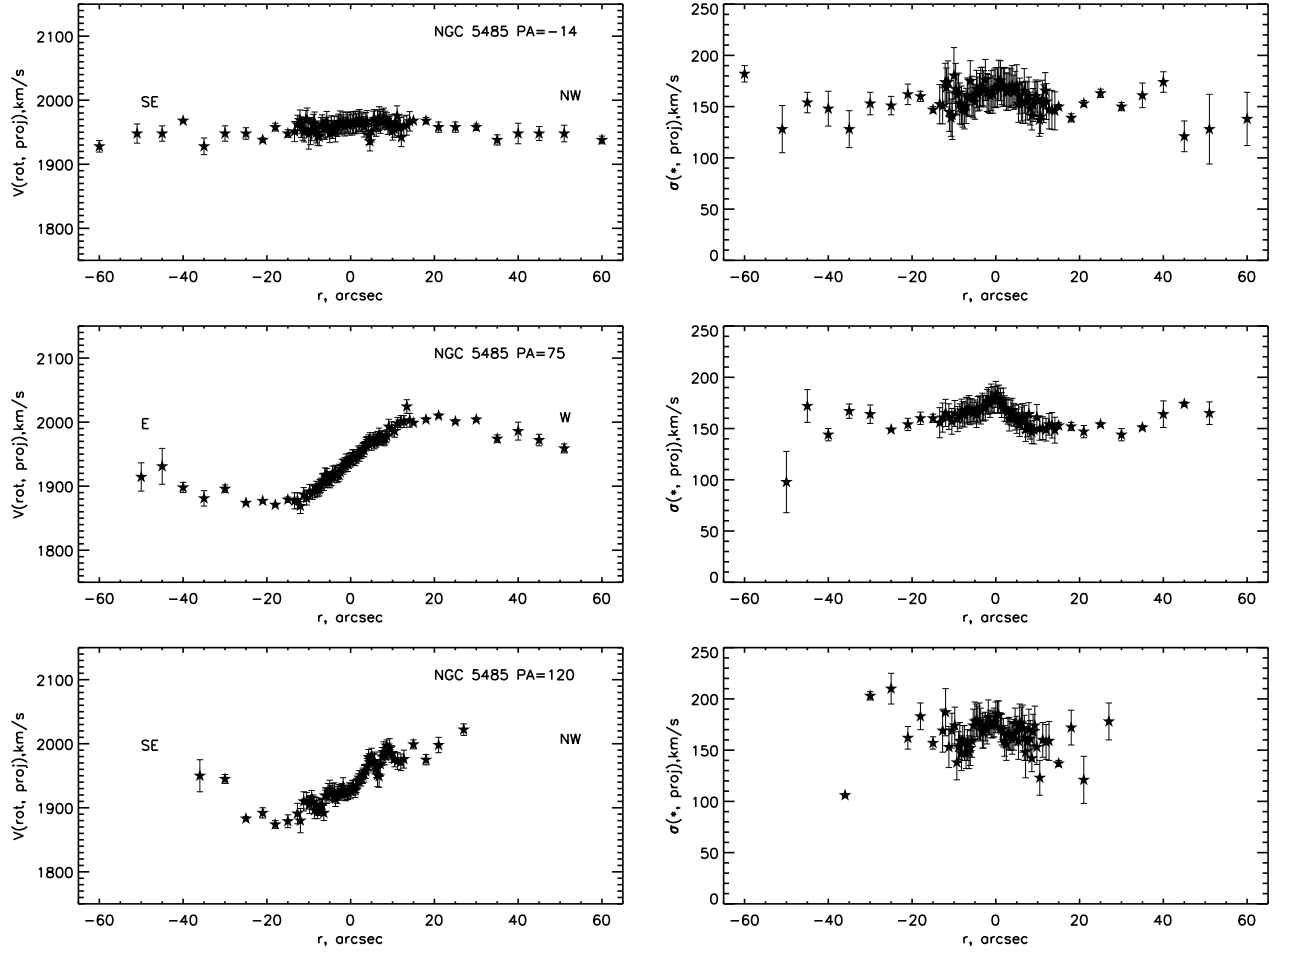 NGC 5485 PA=−14
SE
NW
V(rot, proj),km/s
2100
2000
1900
1800
−60 −40 −20 0 20 40 60
r, arcsec
σ(*, proj),km/s
250
200
150
100
50
0
−60 −40 −20 0 20 40 60
r, arcsec
NGC 5485 PA=75
E
W
V(rot, proj),km/s
2100
2000
1900
1800
−60 −40 −20 0 20 40 60
r, arcsec
σ(*, proj),km/s
250
200
150
100
50
0
−60 −40 −20 0 20 40 60
r, arcsec
NGC 5485 PA=120
SE
NW
V(rot, proj),km/s
2100
2000
1900
1800
−60 −40 −20 0 20 40 60
r, arcsec
σ(*, proj),km/s
250
200
150
100
50
0
−60 −40 −20 0 20 40 60
r, arcsec